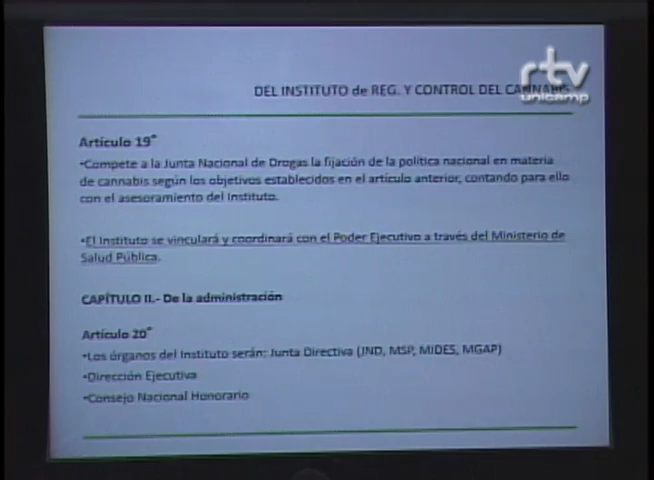 rtv
unicamp
DEL INSTITUTO de REG. Y CONTROL DEL CANNABIS
Artículo 19°
•Compete a la Junta Nacional de Drogas la fijación de la política nacional en materia
de cannabis según los objetivos establecidos en el artículo anterior, contando para ello
con el asesoramiento del Instituto.
•El Instituto se vinculará y coordinará con el Poder Ejecutivo a través del Ministerio de
Salud Pública.
CAPÍTULO II.- De la administración
Artículo 20°
•Los órganos del Instituto serán: Junta Directiva (JND, MSP, MIDES, MGAP)
•Dirección Ejecutiva
•Consejo Nacional Honorario